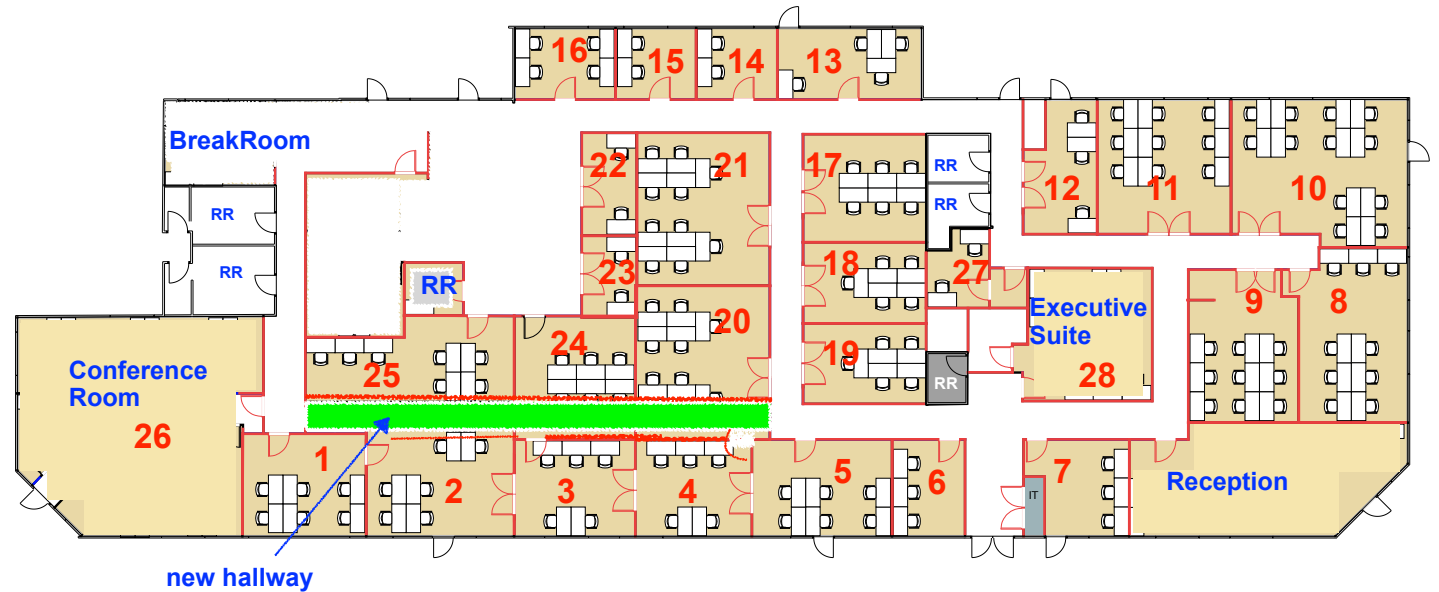 16
15
14
13
BreakRoom
22
21
17
RR
12
11
10
RR
RR
RR
23
18
27
RR
20
Executive
Suite
9
8
24
19
Conference
Room
25
RR
28
26
1
2
3
4
5
6
7
IT
Reception
new hallway